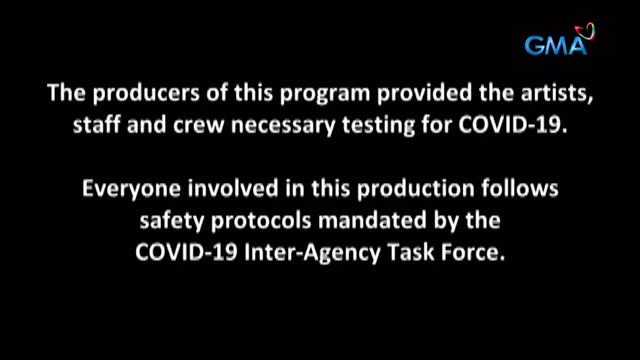 GMA
The producers of this program provided the artists,
staff and crew necessary testing for COVID-19.
Everyone involved in this production follows
safety protocols mandated by the
COVID-19 Inter-Agency Task Force.